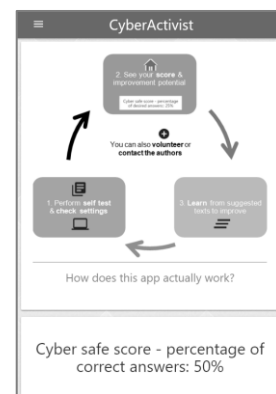 CyberActivist
2. See your score &
improvement potential
Cyber safe score - percentage
of desired answers: 22%
You can also volunteer or
contact the authors
1. Perform self test
& check settings
3. Learn from suggested
texts to improve
How does this app actually work?
Cyber safe score - percentage of
correct answers: 50%